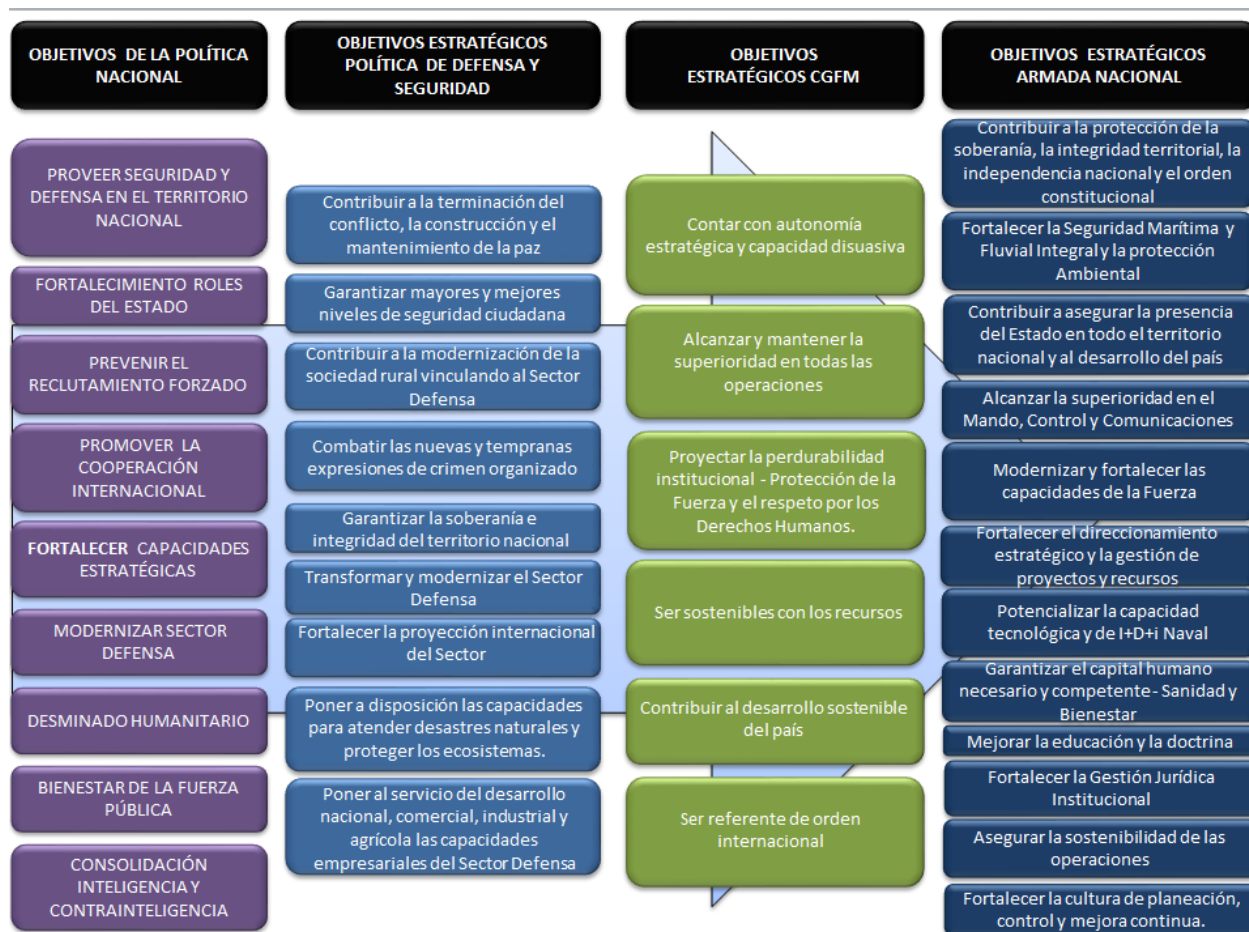 OBJETIVOS DE LA POLÍTICA
NACIONAL
PROVEER SEGURIDAD Y
DEFENSA EN EL TERRITORIO
NACIONAL
FORTALECIMIENTO ROLES
DEL ESTADO
PREVENIR EL
RECLUTAMIENTO FORZADO
PROMOVER LA
COOPERACIÓN
INTERNACIONAL
FORTALECER CAPACIDADES
ESTRATÉGICAS
MODERNIZAR SECTOR
DEFENSA
DESMINADO HUMANITARIO
BIENESTAR DE LA FUERZA
PÚBLICA
CONSOLIDACIÓN
INTELIGENCIA Y
CONTRAINTELIGENCIA
OBJETIVOS ESTRATÉGICOS
POLÍTICA DE DEFENSA Y
SEGURIDAD
Contribuir a la terminación del
conflicto, la construcción y el
mantenimiento de la paz
Garantizar mayores y mejores
niveles de seguridad ciudadana
Contribuir a la modernización de la
sociedad rural vinculando al Sector
Defensa
Combatir las nuevas y tempranas
expresiones de crimen organizado
Garantizar la soberanía e
integridad del territorio nacional
Transformar y modernizar el Sector
Defensa
Fortalecer la proyección internacional
del Sector
Poner a disposición las capacidades
para atender desastres naturales y
proteger los ecosistemas.
Poner al servicio del desarrollo
nacional, comercial, industrial y
agrícola las capacidades
empresariales del Sector Defensa
OBJETIVOS
ESTRATÉGICOS CGFM
Contar con autonomía
estratégica y capacidad disuasiva
Alcanzar y mantener la
superioridad en todas las
operaciones
Proyectar la perdurabilidad
institucional - Protección de la
Fuerza y el respeto por los
Derechos Humanos.
Ser sostenibles con los recursos
Contribuir al desarrollo sostenible
del país
Ser referente de orden
internacional
OBJETIVOS ESTRATÉGICOS
ARMADA NACIONAL
Contribuir a la protección de la
soberanía, la integridad territorial, la
independencia nacional y el orden
constitucional
Fortalecer la Seguridad Marítima y
Fluvial Integral y la protección
Ambiental
Contribuir a asegurar la presencia
del Estado en todo el territorio
nacional y al desarrollo del país
Alcanzar la superioridad en el
Mando, Control y Comunicaciones
Modernizar y fortalecer las
capacidades de la Fuerza
Fortalecer el direccionamiento
estratégico y la gestión de
proyectos y recursos
Potencializar la capacidad
tecnológica y de I+D+i Naval
Garantizar el capital humano
necesario y competente - Sanidad y
Bienestar
Mejorar la educación y la doctrina
Fortalecer la Gestión Jurídica
Institucional
Asegurar la sostenibilidad de las
operaciones
Fortalecer la cultura de planeación,
control y mejora continua.